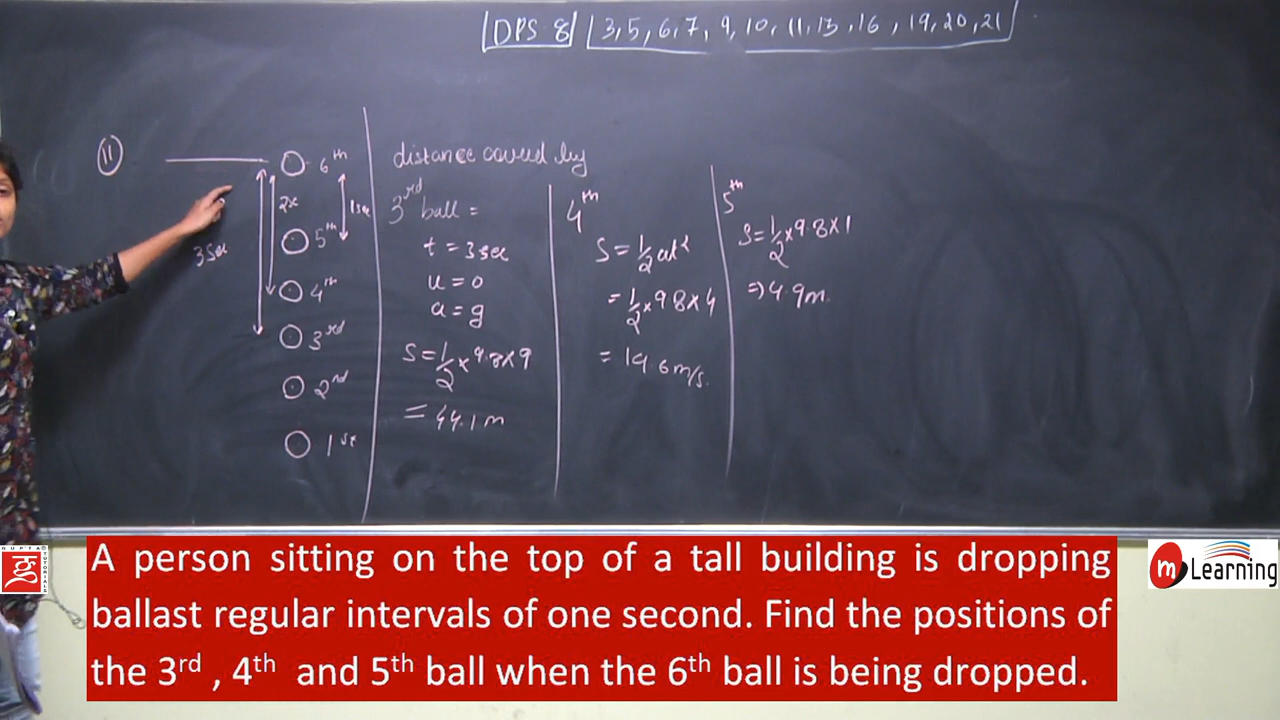 DPS 8 3, 5, 6, 7, 9, 10, 11, 13, 16, 19, 20, 21
11
6th
5th
4th
3rd
2nd
1st
1sec
3sec
distance covered by
3rd ball =
t = 3sec
u = 0
a = g
S = 1/2 × 9.8 × 9
= 44.1 m
4th
S = 1/2 at²
= 1/2 × 9.8 × 4
= 19.6 m/s.
5th
S = 1/2 × 9.8 × 1
⇒ 4.9 m.
A person sitting on the top of a tall building is dropping
ballast regular intervals of one second. Find the positions of
the 3rd , 4th and 5th ball when the 6th ball is being dropped.
GUPTA
TUTORIALS
m Learning